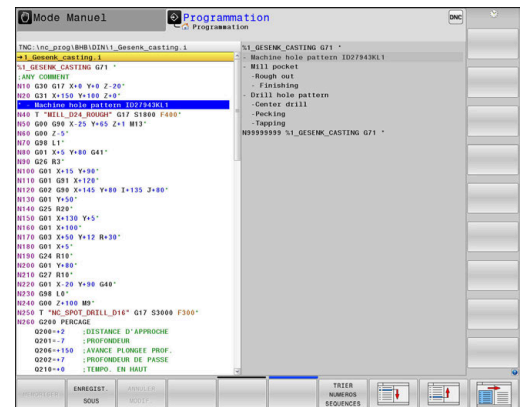 Mode Manuel
Programmation
Programmation
DNC
TNC:\nc_prog\BHB\DIN\1_Gesenk_casting.i
→1_Gesenk_casting.i
%1_GESENK_CASTING G71 *
;ANY COMMENT
N10 G30 G17 X+0 Y+0 Z-20*
N20 G31 X+150 Y+100 Z+0*
* - Machine hole pattern ID27943KL1
N40 T "MILL_D24_ROUGH" G17 S1800 F400*
N50 G00 G90 X-25 Y+65 Z+1 M13*
N60 G00 Z-5*
N70 G98 L1*
N80 G01 X+5 Y+80 G41*
N90 G26 R3*
N100 G01 X+15 Y+90*
N110 G01 G91 X+120*
N120 G02 G90 X+145 Y+80 I+135 J+80*
N130 G01 Y+50*
N140 G25 R20*
N150 G01 X+130 Y+5*
N160 G01 X+100*
N170 G03 X+50 Y+12 R+30*
N180 G01 X+5*
N190 G24 R10*
N200 G01 Y+80*
N210 G27 R10*
N220 G01 X-20 Y+90 G40*
N230 G98 L0*
N240 G00 Z+100 M9*
N250 T "NC_SPOT_DRILL_D16" G17 S3000 F300*
N260 G200 PERCAGE
Q200=+2 ;DISTANCE D'APPROCHE
Q201=-7 ;PROFONDEUR
Q206=+150 ;AVANCE PLONGEE PROF.
Q202=+7 ;PROFONDEUR DE PASSE
Q210=+0 ;TEMPO. EN HAUT
%1_GESENK_CASTING G71 *
- Machine hole pattern ID27943KL1
- Mill pocket
-Rough out
- Finishing
- Drill hole pattern
-Center drill
-Pecking
-Tapping
N99999999 %1_GESENK_CASTING G71 *
ENREGIST.
SOUS
ANNULER
MODIF.
TRIER
NUMEROS
SEQUENCES